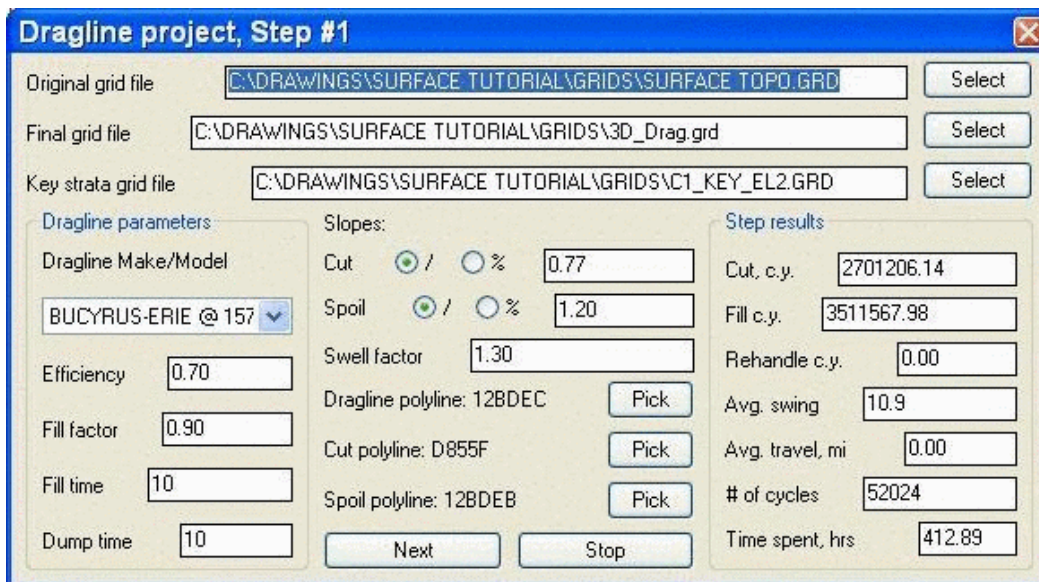 Dragline project, Step #1
Original grid file C:\DRAWINGS\SURFACE TUTORIAL\GRIDS\SURFACE TOPO.GRD Select
Final grid file C:\DRAWINGS\SURFACE TUTORIAL\GRIDS\3D_Drag.grd Select
Key strata grid file C:\DRAWINGS\SURFACE TUTORIAL\GRIDS\C1_KEY_EL2.GRD Select
Dragline parameters
Dragline Make/Model
BUCYRUS-ERIE @ 157
Efficiency 0.70
Fill factor 0.90
Fill time 10
Dump time 10
Slopes:
Cut / % 0.77
Spoil / % 1.20
Swell factor 1.30
Dragline polyline: 12BDEC Pick
Cut polyline: D855F Pick
Spoil polyline: 12BDEB Pick
Next Stop
Step results
Cut, c.y. 2701206.14
Fill c.y. 3511567.98
Rehandle c.y. 0.00
Avg. swing 10.9
Avg. travel, mi 0.00
# of cycles 52024
Time spent, hrs 412.89